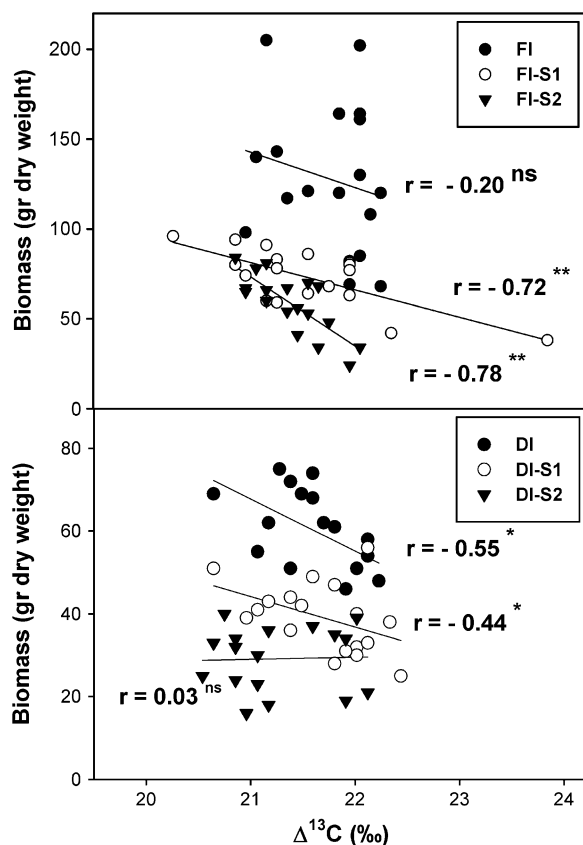 Biomass (gr dry weight)
200
150
100
50
0
FI
FI-S1
FI-S2
r = - 0.20 ns
r = - 0.72 **
r = - 0.78 **
Biomass (gr dry weight)
80
60
40
20
0
DI
DI-S1
DI-S2
r = - 0.55 *
r = - 0.44 *
r = 0.03 ns
20 21 22 23 24
Δ¹³C (‰)